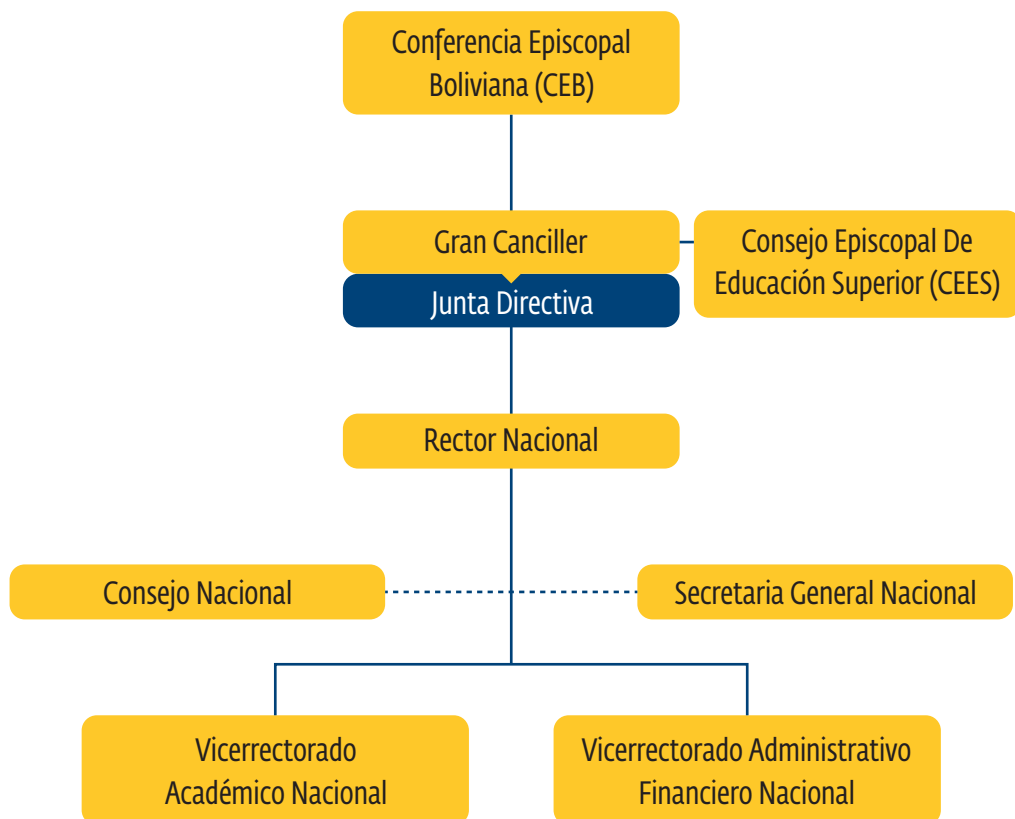 Conferencia Episcopal
Boliviana (CEB)
Gran Canciller
Consejo Episcopal De
Educación Superior (CEES)
Junta Directiva
Rector Nacional
Consejo Nacional
Secretaria General Nacional
Vicerrectorado
Académico Nacional
Vicerrectorado Administrativo
Financiero Nacional